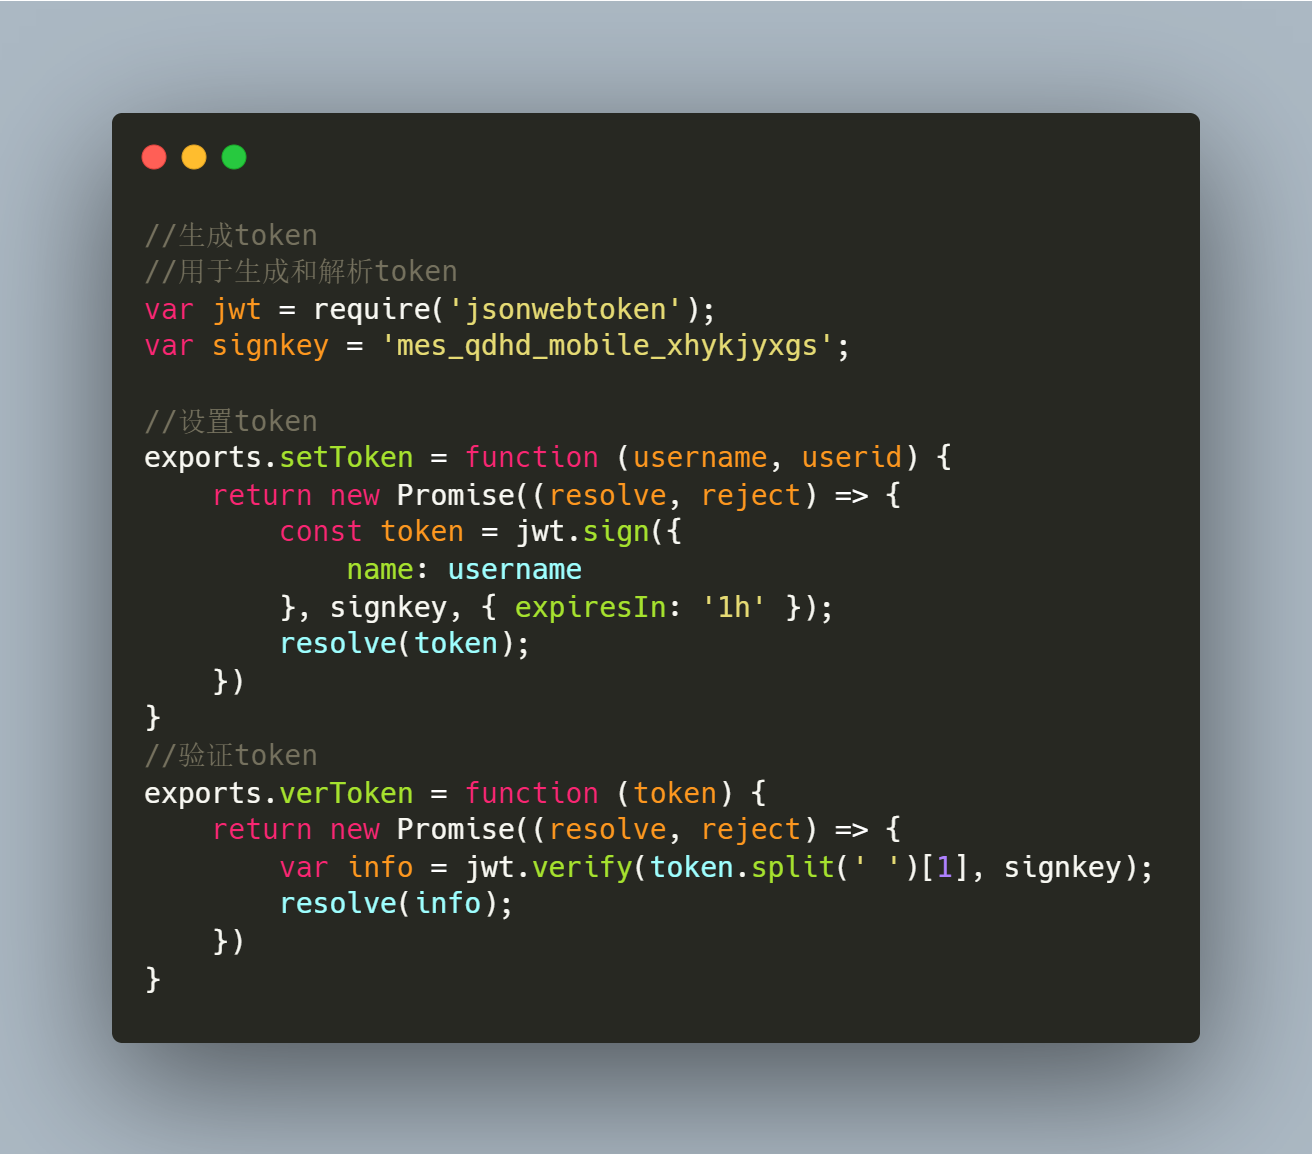 //生成token
//用于生成和解析token
var jwt = require('jsonwebtoken');
var signkey = 'mes_qdhd_mobile_xhykjyxgs';
//设置token
exports.setToken = function (username, userid) {
    return new Promise((resolve, reject) => {
        const token = jwt.sign({
            name: username
        }, signkey, { expiresIn: '1h' });
        resolve(token);
    })
}
//验证token
exports.verToken = function (token) {
    return new Promise((resolve, reject) => {
        var info = jwt.verify(token.split(' ')[1], signkey);
        resolve(info);
    })
}